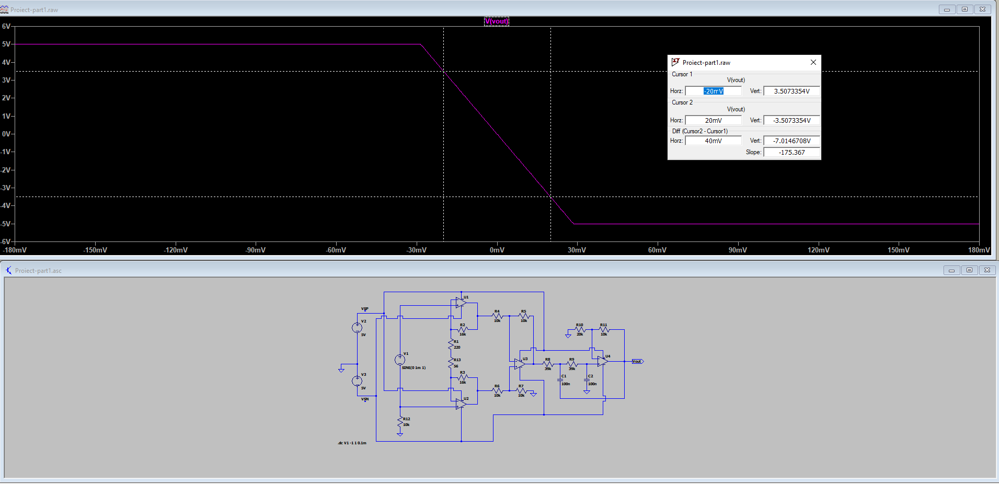 Proiect-part1.raw
V(vout)
6V
5V
4V
3V
2V
1V
0V
-1V
-2V
-3V
-4V
-5V
-6V
-180mV -150mV -120mV -90mV -60mV -30mV 0mV 30mV 60mV 90mV 120mV 150mV 180mV
Proiect-part1.raw
Cursor 1
V(vout)
Horz: -20mV Vert: 3.5073354V
Cursor 2
V(vout)
Horz: 20mV Vert: -3.5073354V
Diff (Cursor2 - Cursor1)
Horz: 40mV Vert: -7.0146708V
Slope: -175.367
Proiect-part1.asc
VSP
V2
5V
V3
5V
VSN
V1
SINE(0 1m 1)
R12
10k
U1
R2
16k
R1
220
R13
56
R3
16k
U2
R4
10k
R5
10k
R6
10k
R7
10k
U3
R8
39k
R9
39k
C1
100n
C2
100n
R10
20k
R11
10k
U4
Vout
.dc V1 -1 1 0.1m